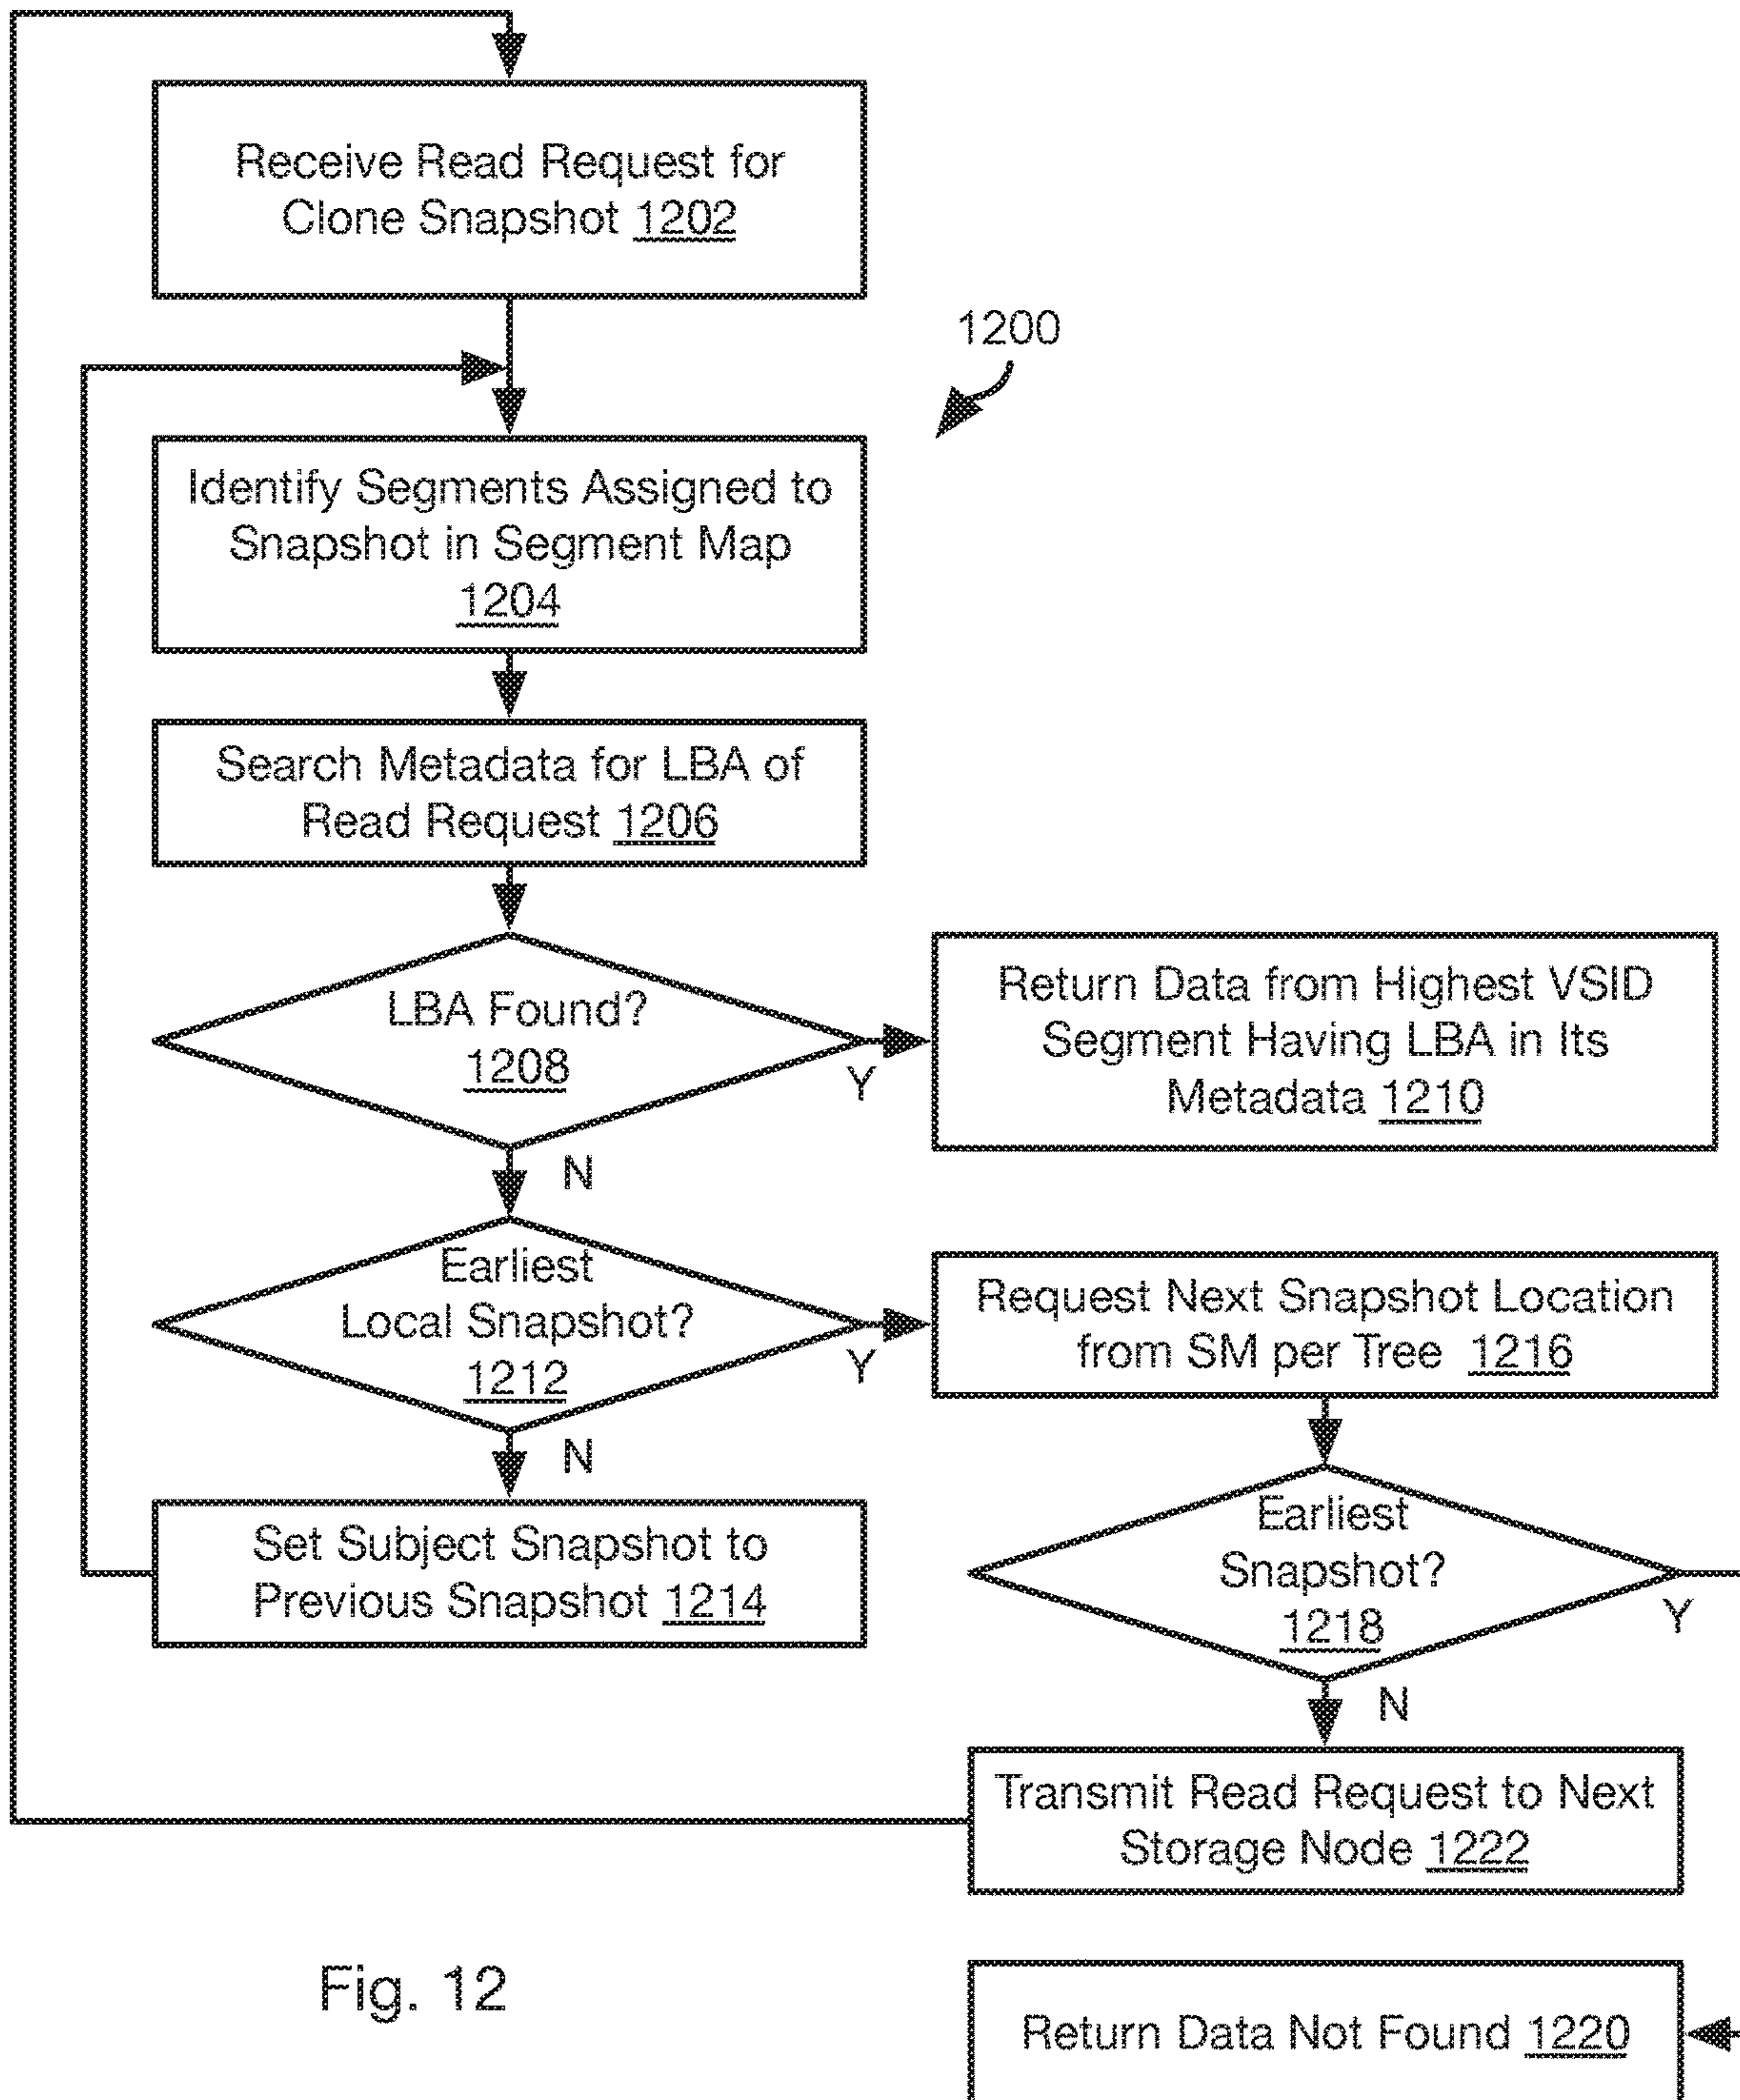 Receive Read Request for
Clone Snapshot 1202
1200
Identify Segments Assigned to
Snapshot in Segment Map
1204
Search Metadata for LBA of
Read Request 1206
LBA Found?
1208
Y
N
Return Data from Highest VSID
Segment Having LBA in Its
Metadata 1210
Earliest
Local Snapshot?
1212
Y
N
Request Next Snapshot Location
from SM per Tree 1216
Set Subject Snapshot to
Previous Snapshot 1214
Earliest
Snapshot?
1218
Y
N
Transmit Read Request to Next
Storage Node 1222
Fig. 12
Return Data Not Found 1220